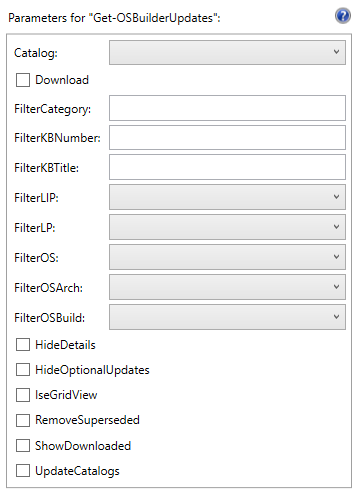 Parameters for "Get-OSBuilderUpdates":
Catalog:
Download
FilterCategory:
FilterKBNumber:
FilterKBTitle:
FilterLIP:
FilterLP:
FilterOS:
FilterOSArch:
FilterOSBuild:
HideDetails
HideOptionalUpdates
IseGridView
RemoveSuperseded
ShowDownloaded
UpdateCatalogs